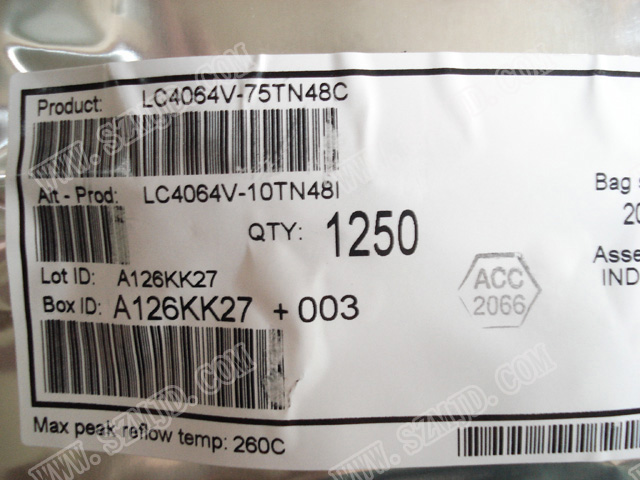 Product: LC4064V-75TN48C
Alt - Prod: LC4064V-10TN48I
QTY: 1250
Bag
20
Lot ID: A126KK27
Asse
IND
Box ID: A126KK27 + 003
ACC
2066
Max peak reflow temp: 260C
WWW.SZMJD.COM